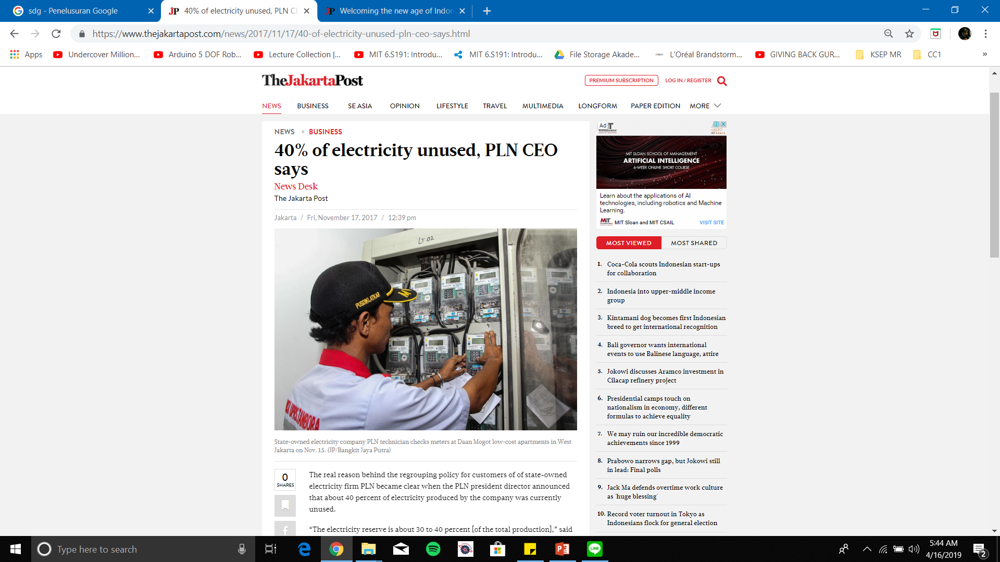 sdg - Penelusuran Google
JP 40% of electricity unused, PLN CE
JP Welcoming the new age of Indon
https://www.thejakartapost.com/news/2017/11/17/40-of-electricity-unused-pln-ceo-says.html
Apps
Undercover Million...
Arduino 5 DOF Rob...
Lecture Collection |...
MIT 6.S191: Introdu...
MIT 6.S191: Introdu...
File Storage Akade...
L'Oréal Brandstorm...
GIVING BACK GUR...
KSEP MR
CC1
»
TheJakartaPost
PREMIUM SUBSCRIPTION
LOG IN / REGISTER
NEWS
BUSINESS
SE ASIA
OPINION
LIFESTYLE
TRAVEL
MULTIMEDIA
LONGFORM
PAPER EDITION
MORE
NEWS > BUSINESS
40% of electricity unused, PLN CEO
says
News Desk
The Jakarta Post
Jakarta / Fri, November 17, 2017 / 12:39 pm
LT.02
PUSDIKLATKAR
2
3
4
UPRS TAMBORA
State-owned electricity company PLN technician checks meters at Daan Mogot low-cost apartments in West
Jakarta on Nov. 15. (JP/Bangkit Jaya Putra)
0
SHARES
The real reason behind the regrouping policy for customers of of state-owned
electricity firm PLN became clear when the PLN president director announced
that about 40 percent of electricity produced by the company was currently
unused.
“The electricity reserve is about 30 to 40 percent [of the total production],” said
Ad
MIT SLOAN SCHOOL OF MANAGEMENT
ARTIFICIAL INTELLIGENCE
6-WEEK ONLINE SHORT COURSE
Learn about the applications of AI
technologies, including robotics and Machine
Learning.
MIT Sloan and MIT CSAIL
VISIT SITE
MOST VIEWED
MOST SHARED
1. Coca-Cola scouts Indonesian start-ups
for collaboration
2. Indonesia into upper-middle income
group
3. Kintamani dog becomes first Indonesian
breed to get international recognition
4. Bali governor wants international
events to use Balinese language, attire
5. Jokowi discusses Aramco investment in
Cilacap refinery project
6. Presidential camps touch on
nationalism in economy, different
formulas to achieve equality
7. We may ruin our incredible democratic
achievements since 1999
8. Prabowo narrows gap, but Jokowi still
in lead: Final polls
9. Jack Ma defends overtime work culture
as 'huge blessing'
10. Record voter turnout in Tokyo as
Indonesians flock for general election
Type here to search
LINE
5:44 AM
4/16/2019
2